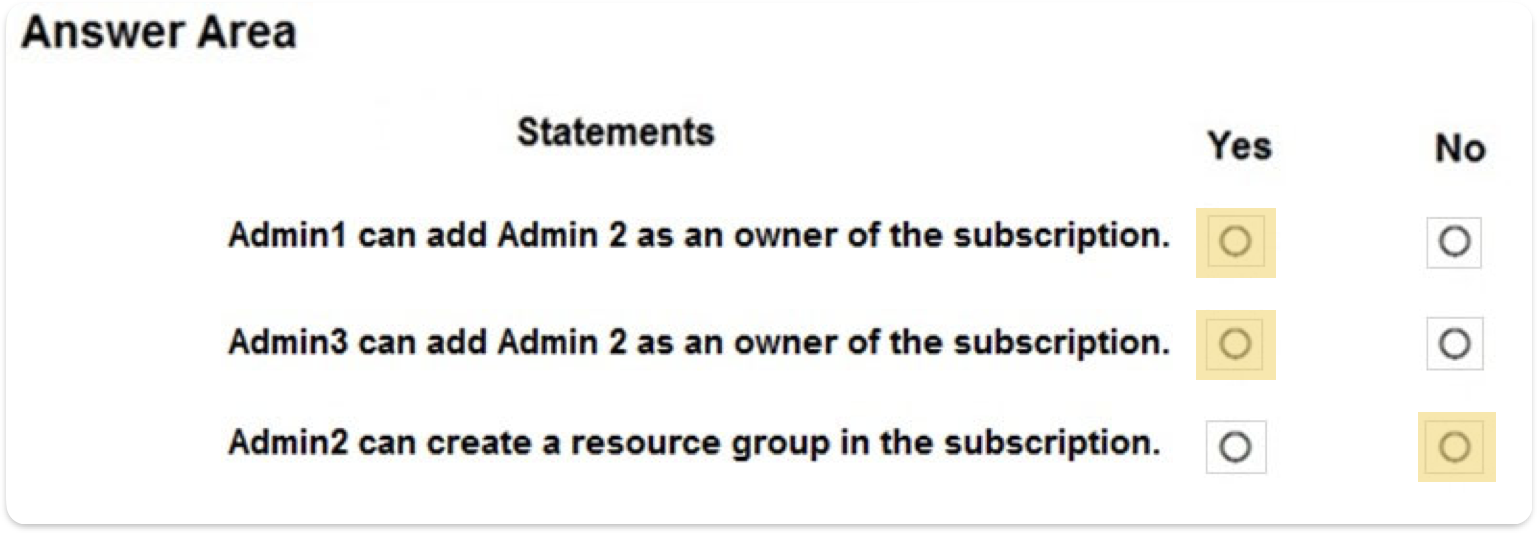 Answer Area
Statements Yes No
Admin1 can add Admin 2 as an owner of the subscription.
Admin3 can add Admin 2 as an owner of the subscription.
Admin2 can create a resource group in the subscription.